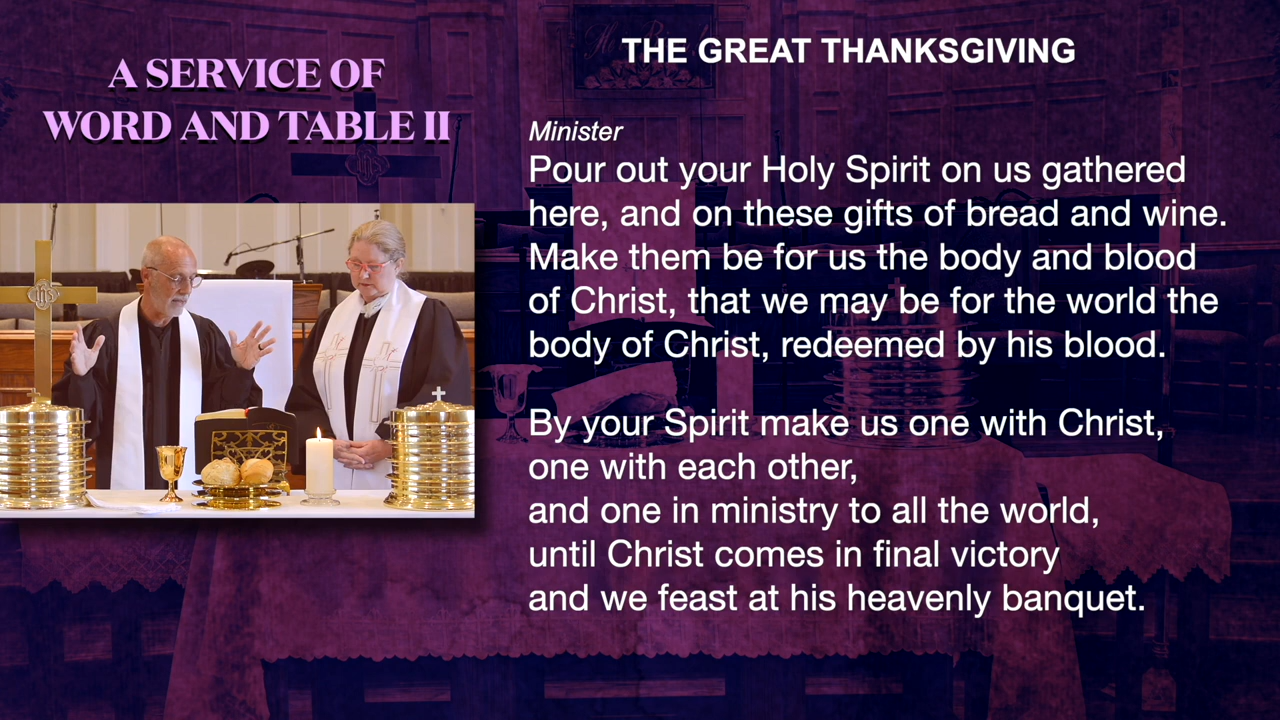 A SERVICE OF
WORD AND TABLE II
THE GREAT THANKSGIVING
Minister
Pour out your Holy Spirit on us gathered
here, and on these gifts of bread and wine.
Make them be for us the body and blood
of Christ, that we may be for the world the
body of Christ, redeemed by his blood.
By your Spirit make us one with Christ,
one with each other,
and one in ministry to all the world,
until Christ comes in final victory
and we feast at his heavenly banquet.
IHS
IHS